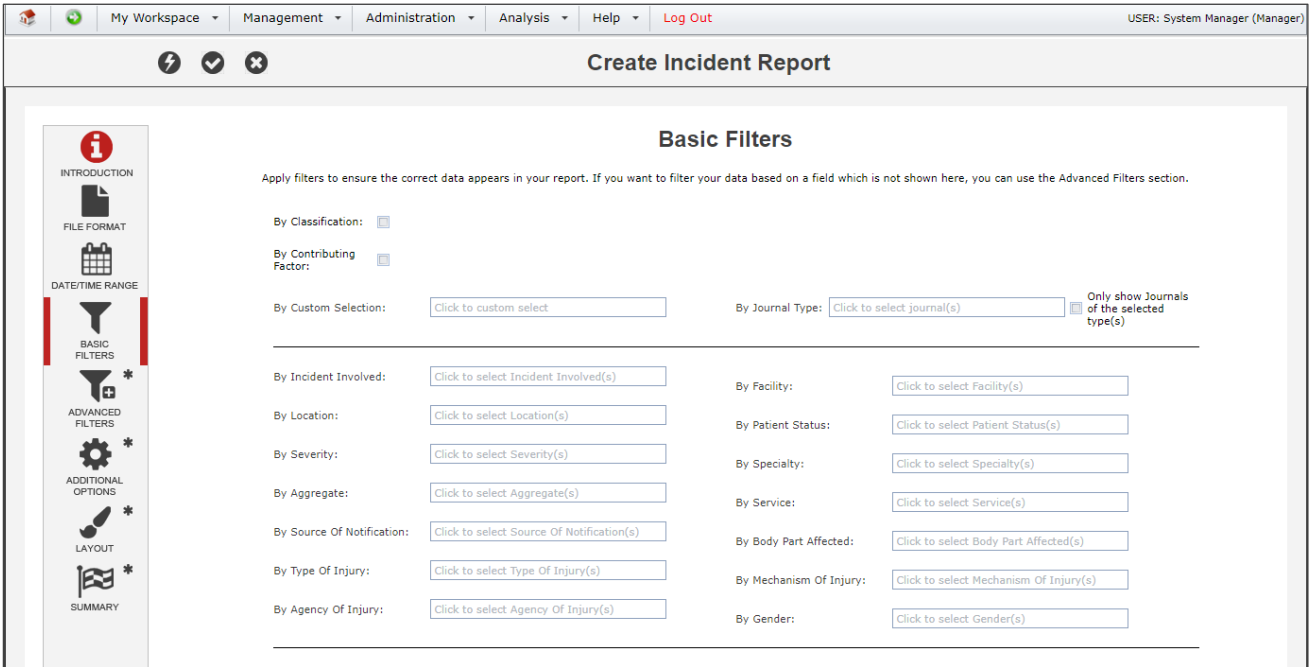 My Workspace Management Administration Analysis Help Log Out USER: System Manager (Manager)
Create Incident Report
INTRODUCTION
FILE FORMAT
DATE/TIME RANGE
BASIC
FILTERS
*
ADVANCED
FILTERS
*
ADDITIONAL
OPTIONS
*
LAYOUT
*
SUMMARY
Basic Filters
Apply filters to ensure the correct data appears in your report. If you want to filter your data based on a field which is not shown here, you can use the Advanced Filters section.
By Classification:
By Contributing
Factor:
By Custom Selection: Click to custom select
By Journal Type: Click to select journal(s)
Only show Journals
of the selected
type(s)
By Incident Involved: Click to select Incident Involved(s)
By Location: Click to select Location(s)
By Severity: Click to select Severity(s)
By Aggregate: Click to select Aggregate(s)
By Source Of Notification: Click to select Source Of Notification(s)
By Type Of Injury: Click to select Type Of Injury(s)
By Agency Of Injury: Click to select Agency Of Injury(s)
By Facility: Click to select Facility(s)
By Patient Status: Click to select Patient Status(s)
By Specialty: Click to select Specialty(s)
By Service: Click to select Service(s)
By Body Part Affected: Click to select Body Part Affected(s)
By Mechanism Of Injury: Click to select Mechanism Of Injury(s)
By Gender: Click to select Gender(s)